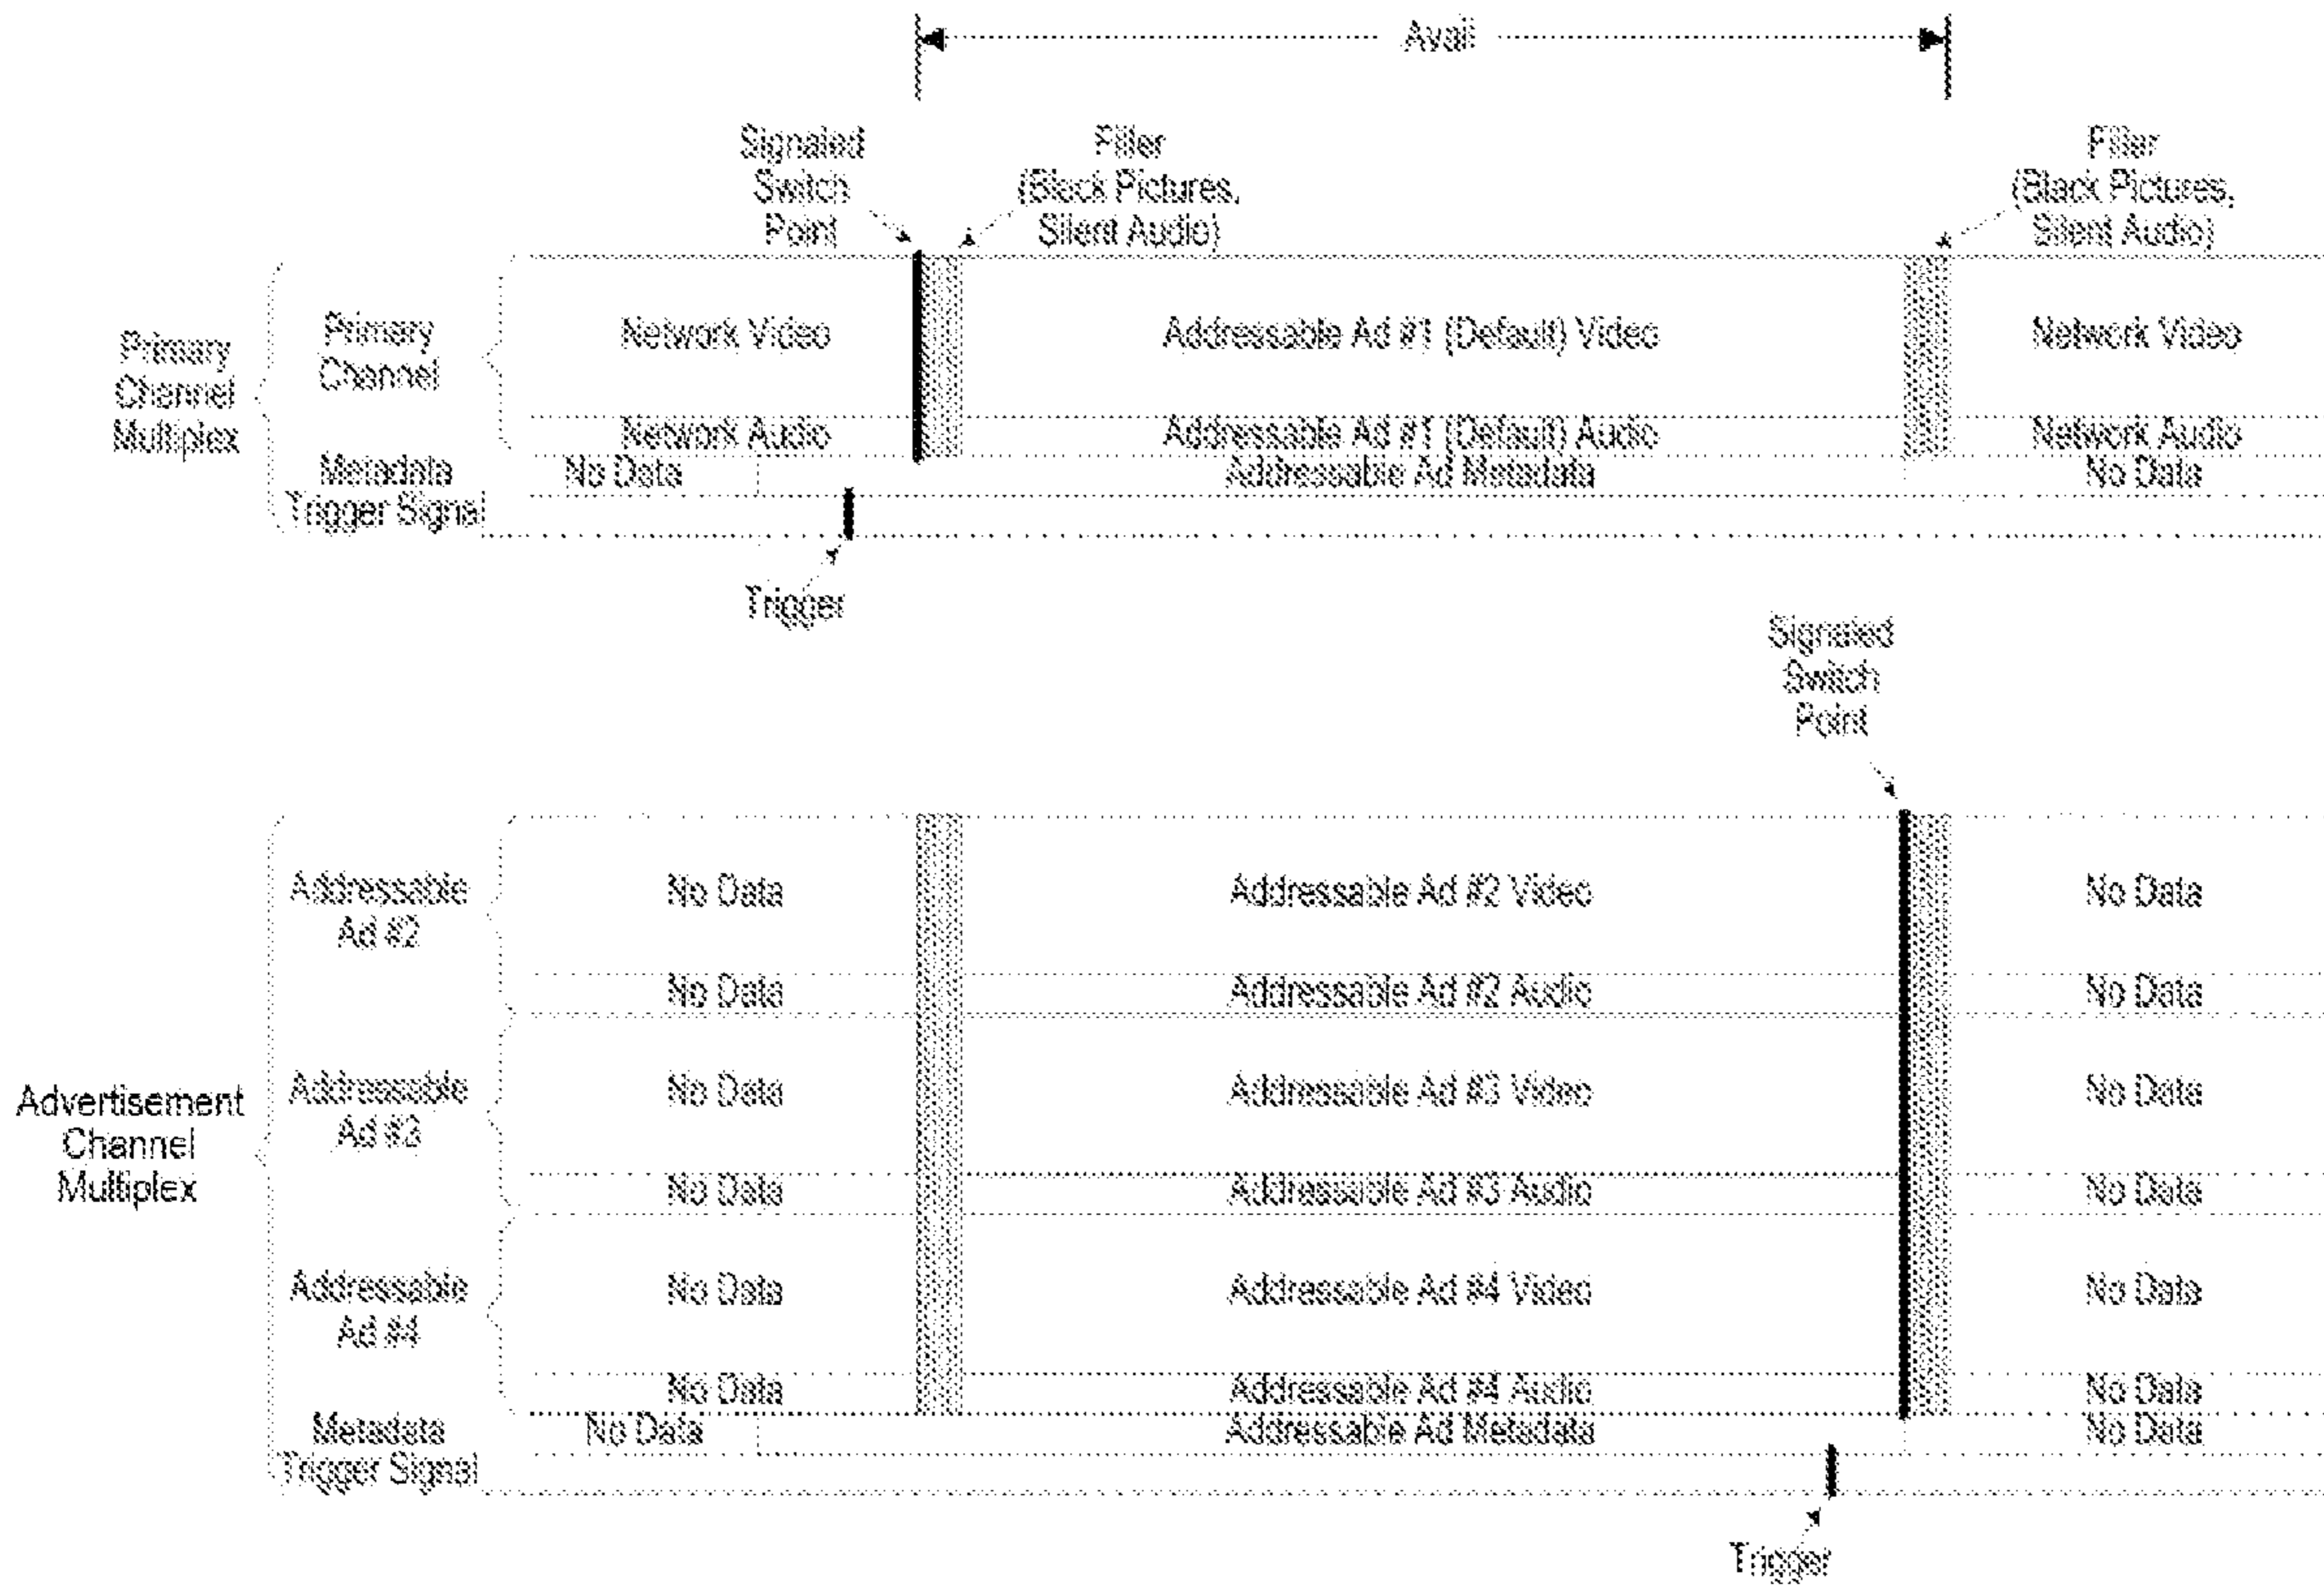 Avail
Signaled
Switch
Point
Filler
(Black Pictures,
Silent Audio)
Filler
(Black Pictures,
Silent Audio)
Primary
Channel
Multiplex
Primary
Channel
Network Video
Addressable Ad #1 (Default) Video
Network Video
Network Audio
Addressable Ad #1 (Default) Audio
Network Audio
Metadata
No Data
Addressable Ad Metadata
No Data
Trigger Signal
Trigger
Signaled
Switch
Point
Advertisement
Channel
Multiplex
Addressable
Ad #2
No Data
Addressable Ad #2 Video
No Data
No Data
Addressable Ad #2 Audio
No Data
Addressable
Ad #3
No Data
Addressable Ad #3 Video
No Data
No Data
Addressable Ad #3 Audio
No Data
Addressable
Ad #4
No Data
Addressable Ad #4 Video
No Data
No Data
Addressable Ad #4 Audio
No Data
Metadata
No Data
Addressable Ad Metadata
No Data
Trigger Signal
Trigger